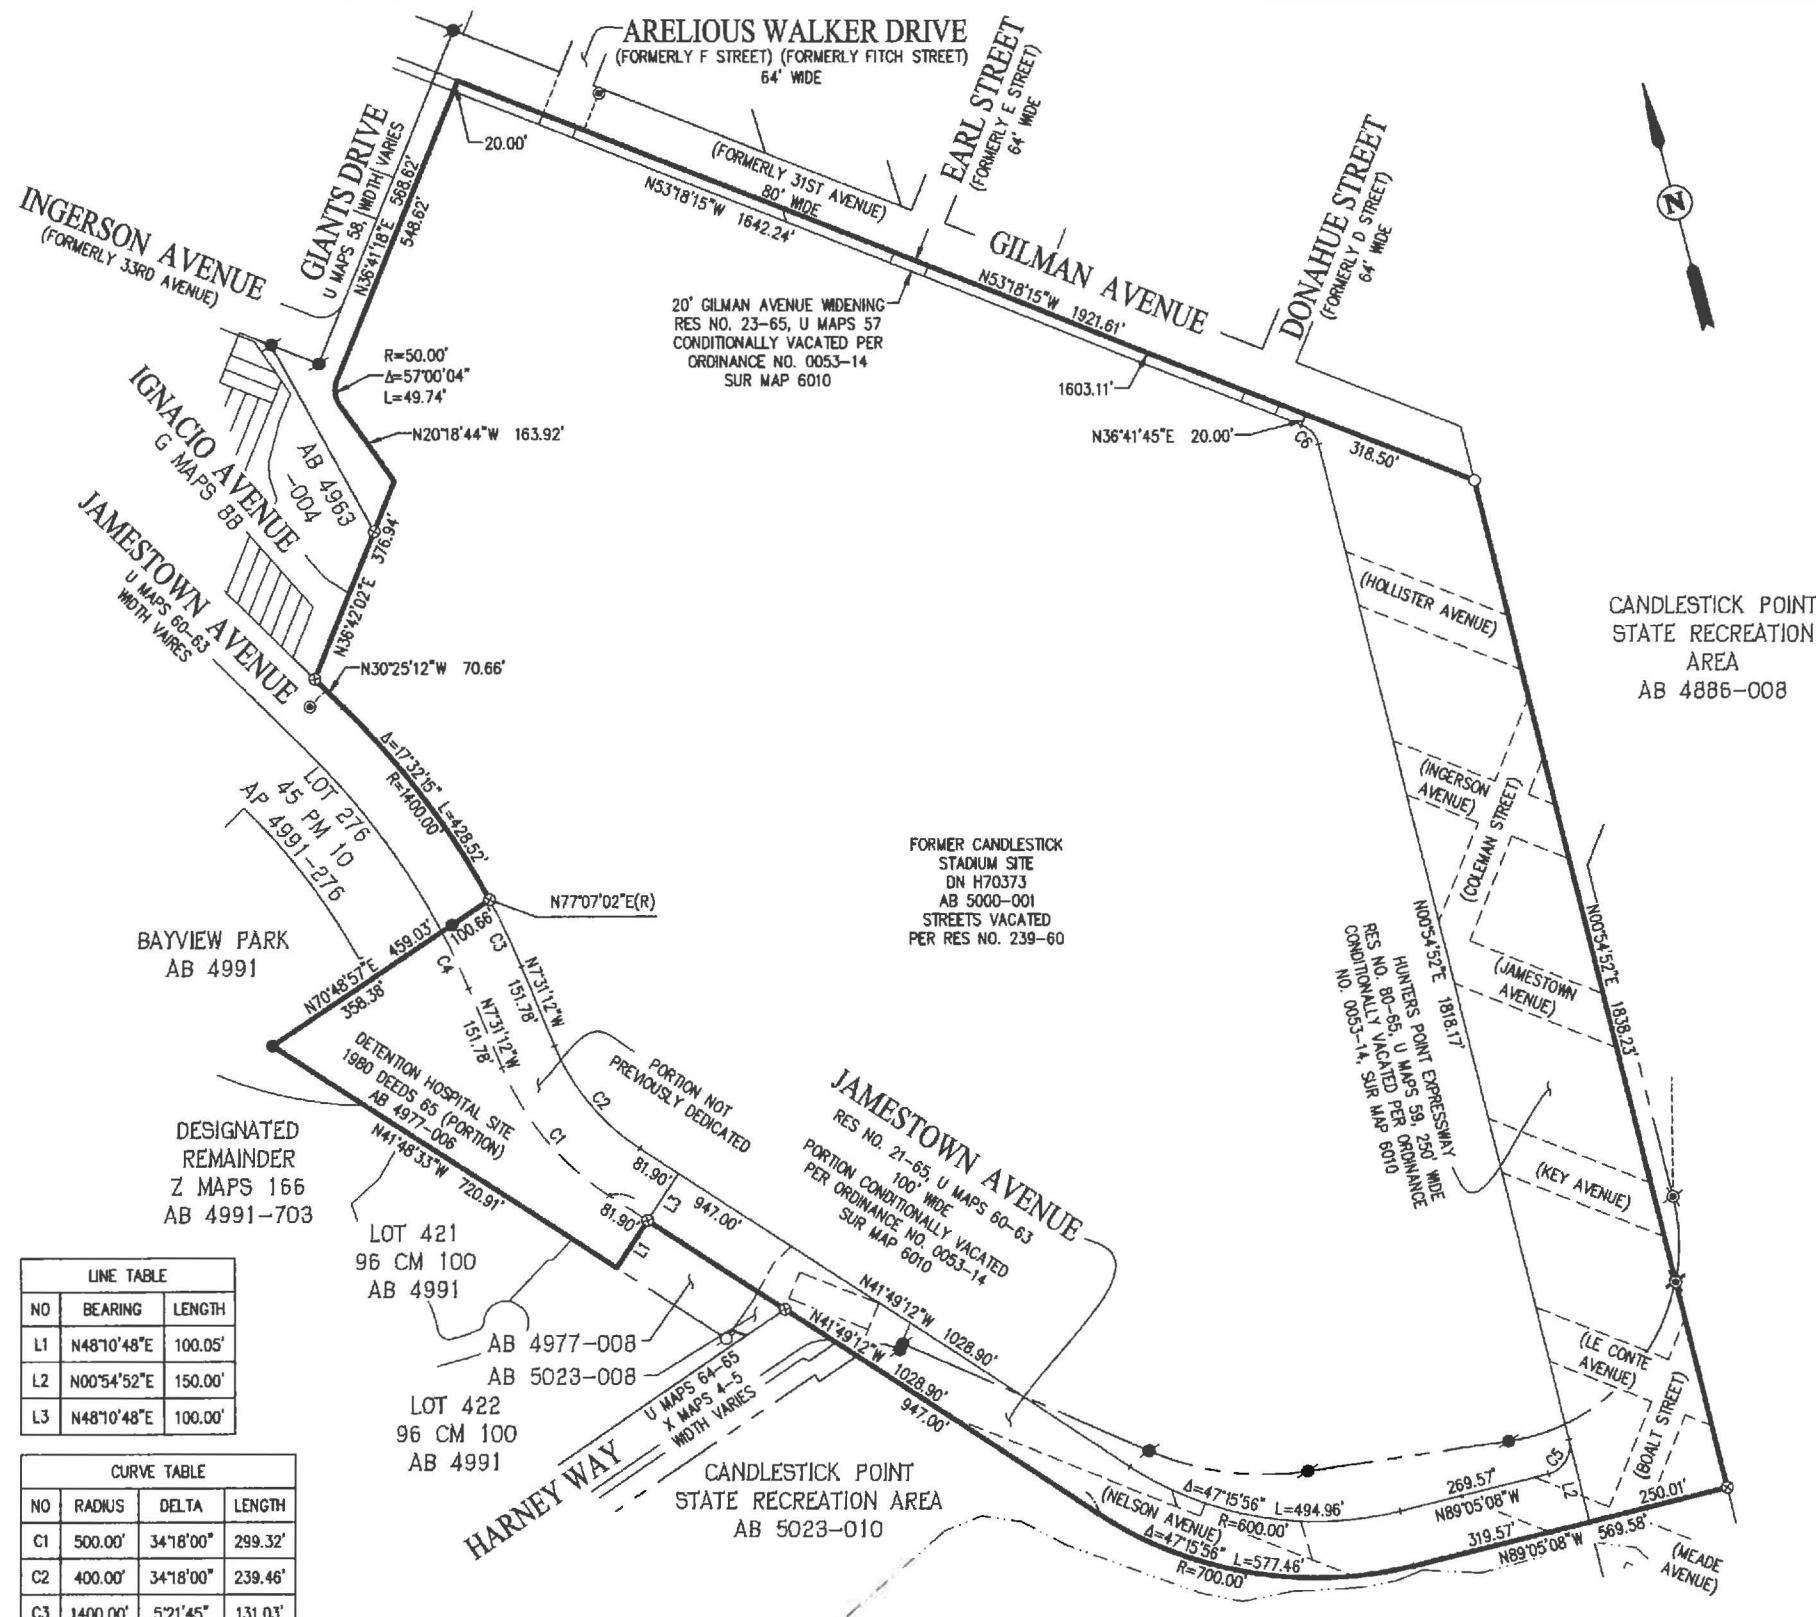 ARELIOUS WALKER DRIVE
(FORMERLY F STREET) (FORMERLY FITCH STREET)
64' WIDE
EARL STREET
(FORMERLY E STREET)
64' WIDE
DONAHUE STREET
(FORMERLY D STREET)
64' WIDE
N
GIANTS DRIVE
U MAPS 58, WIDTH VARIES
N36°41'18"E 568.62'
548.62'
20.00'
(FORMERLY 31ST AVENUE)
80' WIDE
N53°18'15"W 1642.24'
GILMAN AVENUE
N53°18'15"W 1921.61'
INGERSON AVENUE
(FORMERLY 33RD AVENUE)
20' GILMAN AVENUE WIDENING
RES NO. 23-65, U MAPS 57
CONDITIONALLY VACATED PER
ORDINANCE NO. 0053-14
SUR MAP 6010
1603.11'
N36°41'45"E 20.00'
C6
318.50'
R=50.00'
Δ=57°00'04"
L=49.74'
N20°18'44"W 163.92'
IGNACIO AVENUE
G MAPS 88
AB 4963
-004
JAMESTOWN AVENUE
U MAPS 60-63
WIDTH VAIRES
N36°42'02"E 376.94'
N30°25'12"W 70.66'
(HOLLISTER AVENUE)
CANDLESTICK POINT
STATE RECREATION
AREA
AB 4886-008
Δ=17°32'15" L=428.52'
R=1400.00'
LOT 276
45 PM 10
AP 4991-276
(INGERSON
AVENUE)
(COLEMAN STREET)
FORMER CANDLESTICK
STADIUM SITE
DN H70373
AB 5000-001
STREETS VACATED
PER RES NO. 239-60
N77°07'02"E(R)
BAYVIEW PARK
AB 4991
N70°48'57"E 459.03'
358.38'
100.66'
C4
C3
N7°31'12"W
151.78'
N7°31'12"W
151.78'
N00°54'52"E 1818.17'
N00°54'52"E 1838.23'
HUNTERS POINT EXPRESSWAY
RES NO. 80-65, U MAPS 59, 250' WIDE
CONDITIONALLY VACATED PER ORDINANCE
NO. 0053-14, SUR MAP 6010
(JAMESTOWN
AVENUE)
DETENTION HOSPITAL SITE
1980 DEEDS 65 (PORTION)
AB 4977-006
N41°48'33"W 720.91'
PORTION NOT
PREVIOUSLY DEDICATED
C2
C1
DESIGNATED
REMAINDER
Z MAPS 166
AB 4991-703
JAMESTOWN AVENUE
RES NO. 21-65, U MAPS 60-63
100' WIDE
PORTION CONDITIONALLY VACATED
PER ORDINANCE NO. 0053-14
SUR MAP 6010
(KEY AVENUE)
81.90'
L3
947.00'
81.90'
L1
LOT 421
96 CM 100
AB 4991
AB 4977-008
AB 5023-008
N41°49'12"W 1028.90'
N41°49'12"W 1028.90'
947.00'
(LE CONTE
AVENUE)
(BOALT STREET)
LOT 422
96 CM 100
AB 4991
U MAPS 64-65
X MAPS 4-5
WIDTH VARIES
HARNEY WAY
CANDLESTICK POINT
STATE RECREATION AREA
AB 5023-010
(NELSON AVENUE)
Δ=47°15'56" L=494.96'
R=600.00'
Δ=47°15'56" L=577.46'
R=700.00'
269.57'
N89°05'08"W
C5
L2
250.01'
319.57'
N89°05'08"W 569.58'
(MEADE
AVENUE)
LINE TABLE
NO BEARING LENGTH
L1 N48°10'48"E 100.05'
L2 N00°54'52"E 150.00'
L3 N48°10'48"E 100.00'
CURVE TABLE
NO RADIUS DELTA LENGTH
C1 500.00' 34°18'00" 299.32'
C2 400.00' 34°18'00" 239.46'
C3 1400.00' 5°21'45" 131.03'